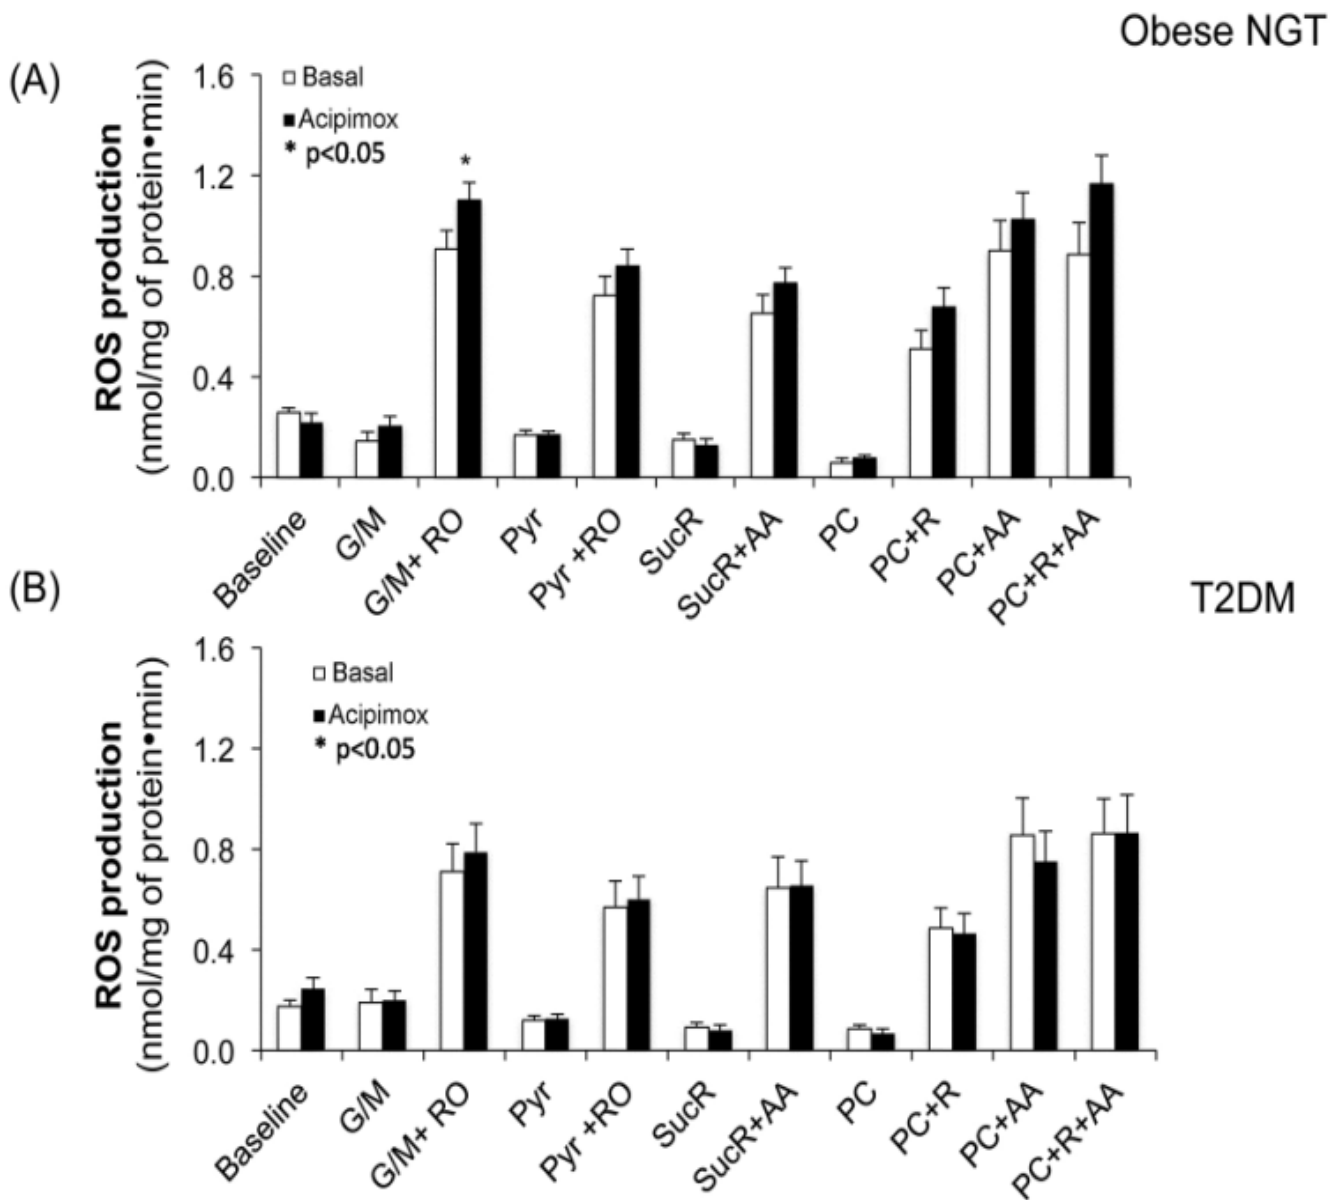 Obese NGT
(A)
ROS production
(nmol/mg of protein•min)
1.6
1.2
0.8
0.4
0.0
Basal
Acipimox
* p<0.05
*
Baseline
G/M
G/M+ RO
Pyr
Pyr +RO
SucR
SucR+AA
PC
PC+R
PC+AA
PC+R+AA
(B)
T2DM
ROS production
(nmol/mg of protein•min)
1.6
1.2
0.8
0.4
0.0
Basal
Acipimox
* p<0.05
Baseline
G/M
G/M+ RO
Pyr
Pyr +RO
SucR
SucR+AA
PC
PC+R
PC+AA
PC+R+AA